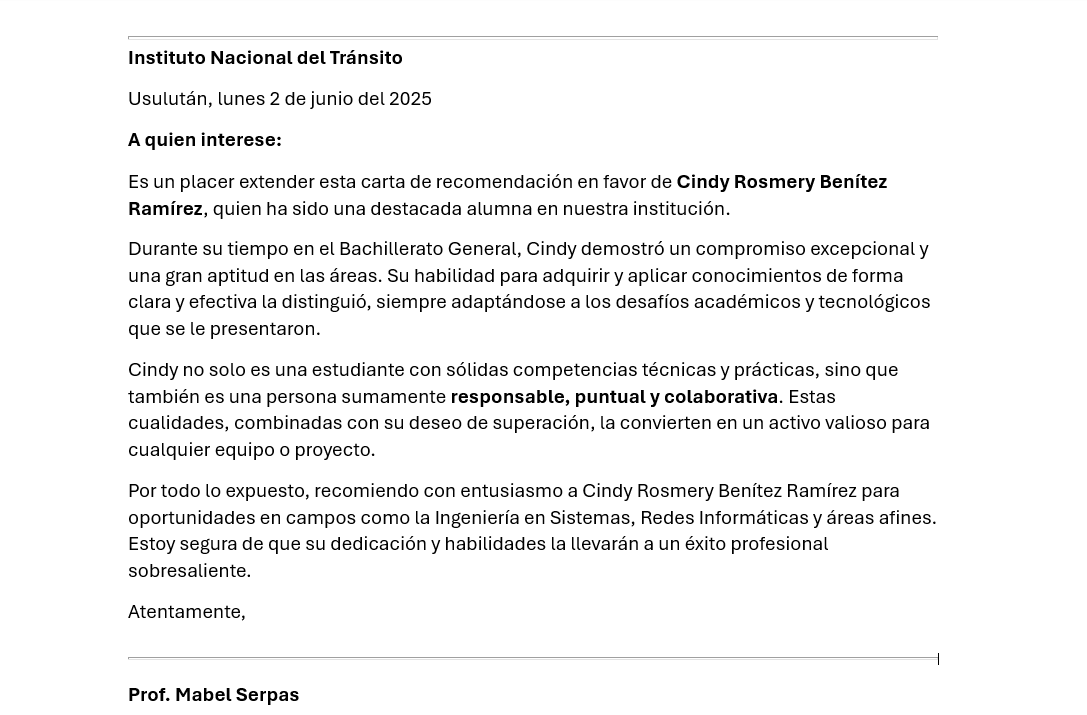 Instituto Nacional del Tránsito
Usulután, lunes 2 de junio del 2025
A quien interese:
Es un placer extender esta carta de recomendación en favor de Cindy Rosmery Benítez
Ramírez, quien ha sido una destacada alumna en nuestra institución.
Durante su tiempo en el Bachillerato General, Cindy demostró un compromiso excepcional y
una gran aptitud en las áreas. Su habilidad para adquirir y aplicar conocimientos de forma
clara y efectiva la distinguió, siempre adaptándose a los desafíos académicos y tecnológicos
que se le presentaron.
Cindy no solo es una estudiante con sólidas competencias técnicas y prácticas, sino que
también es una persona sumamente responsable, puntual y colaborativa. Estas
cualidades, combinadas con su deseo de superación, la convierten en un activo valioso para
cualquier equipo o proyecto.
Por todo lo expuesto, recomiendo con entusiasmo a Cindy Rosmery Benítez Ramírez para
oportunidades en campos como la Ingeniería en Sistemas, Redes Informáticas y áreas afines.
Estoy segura de que su dedicación y habilidades la llevarán a un éxito profesional
sobresaliente.
Atentamente,
Prof. Mabel Serpas